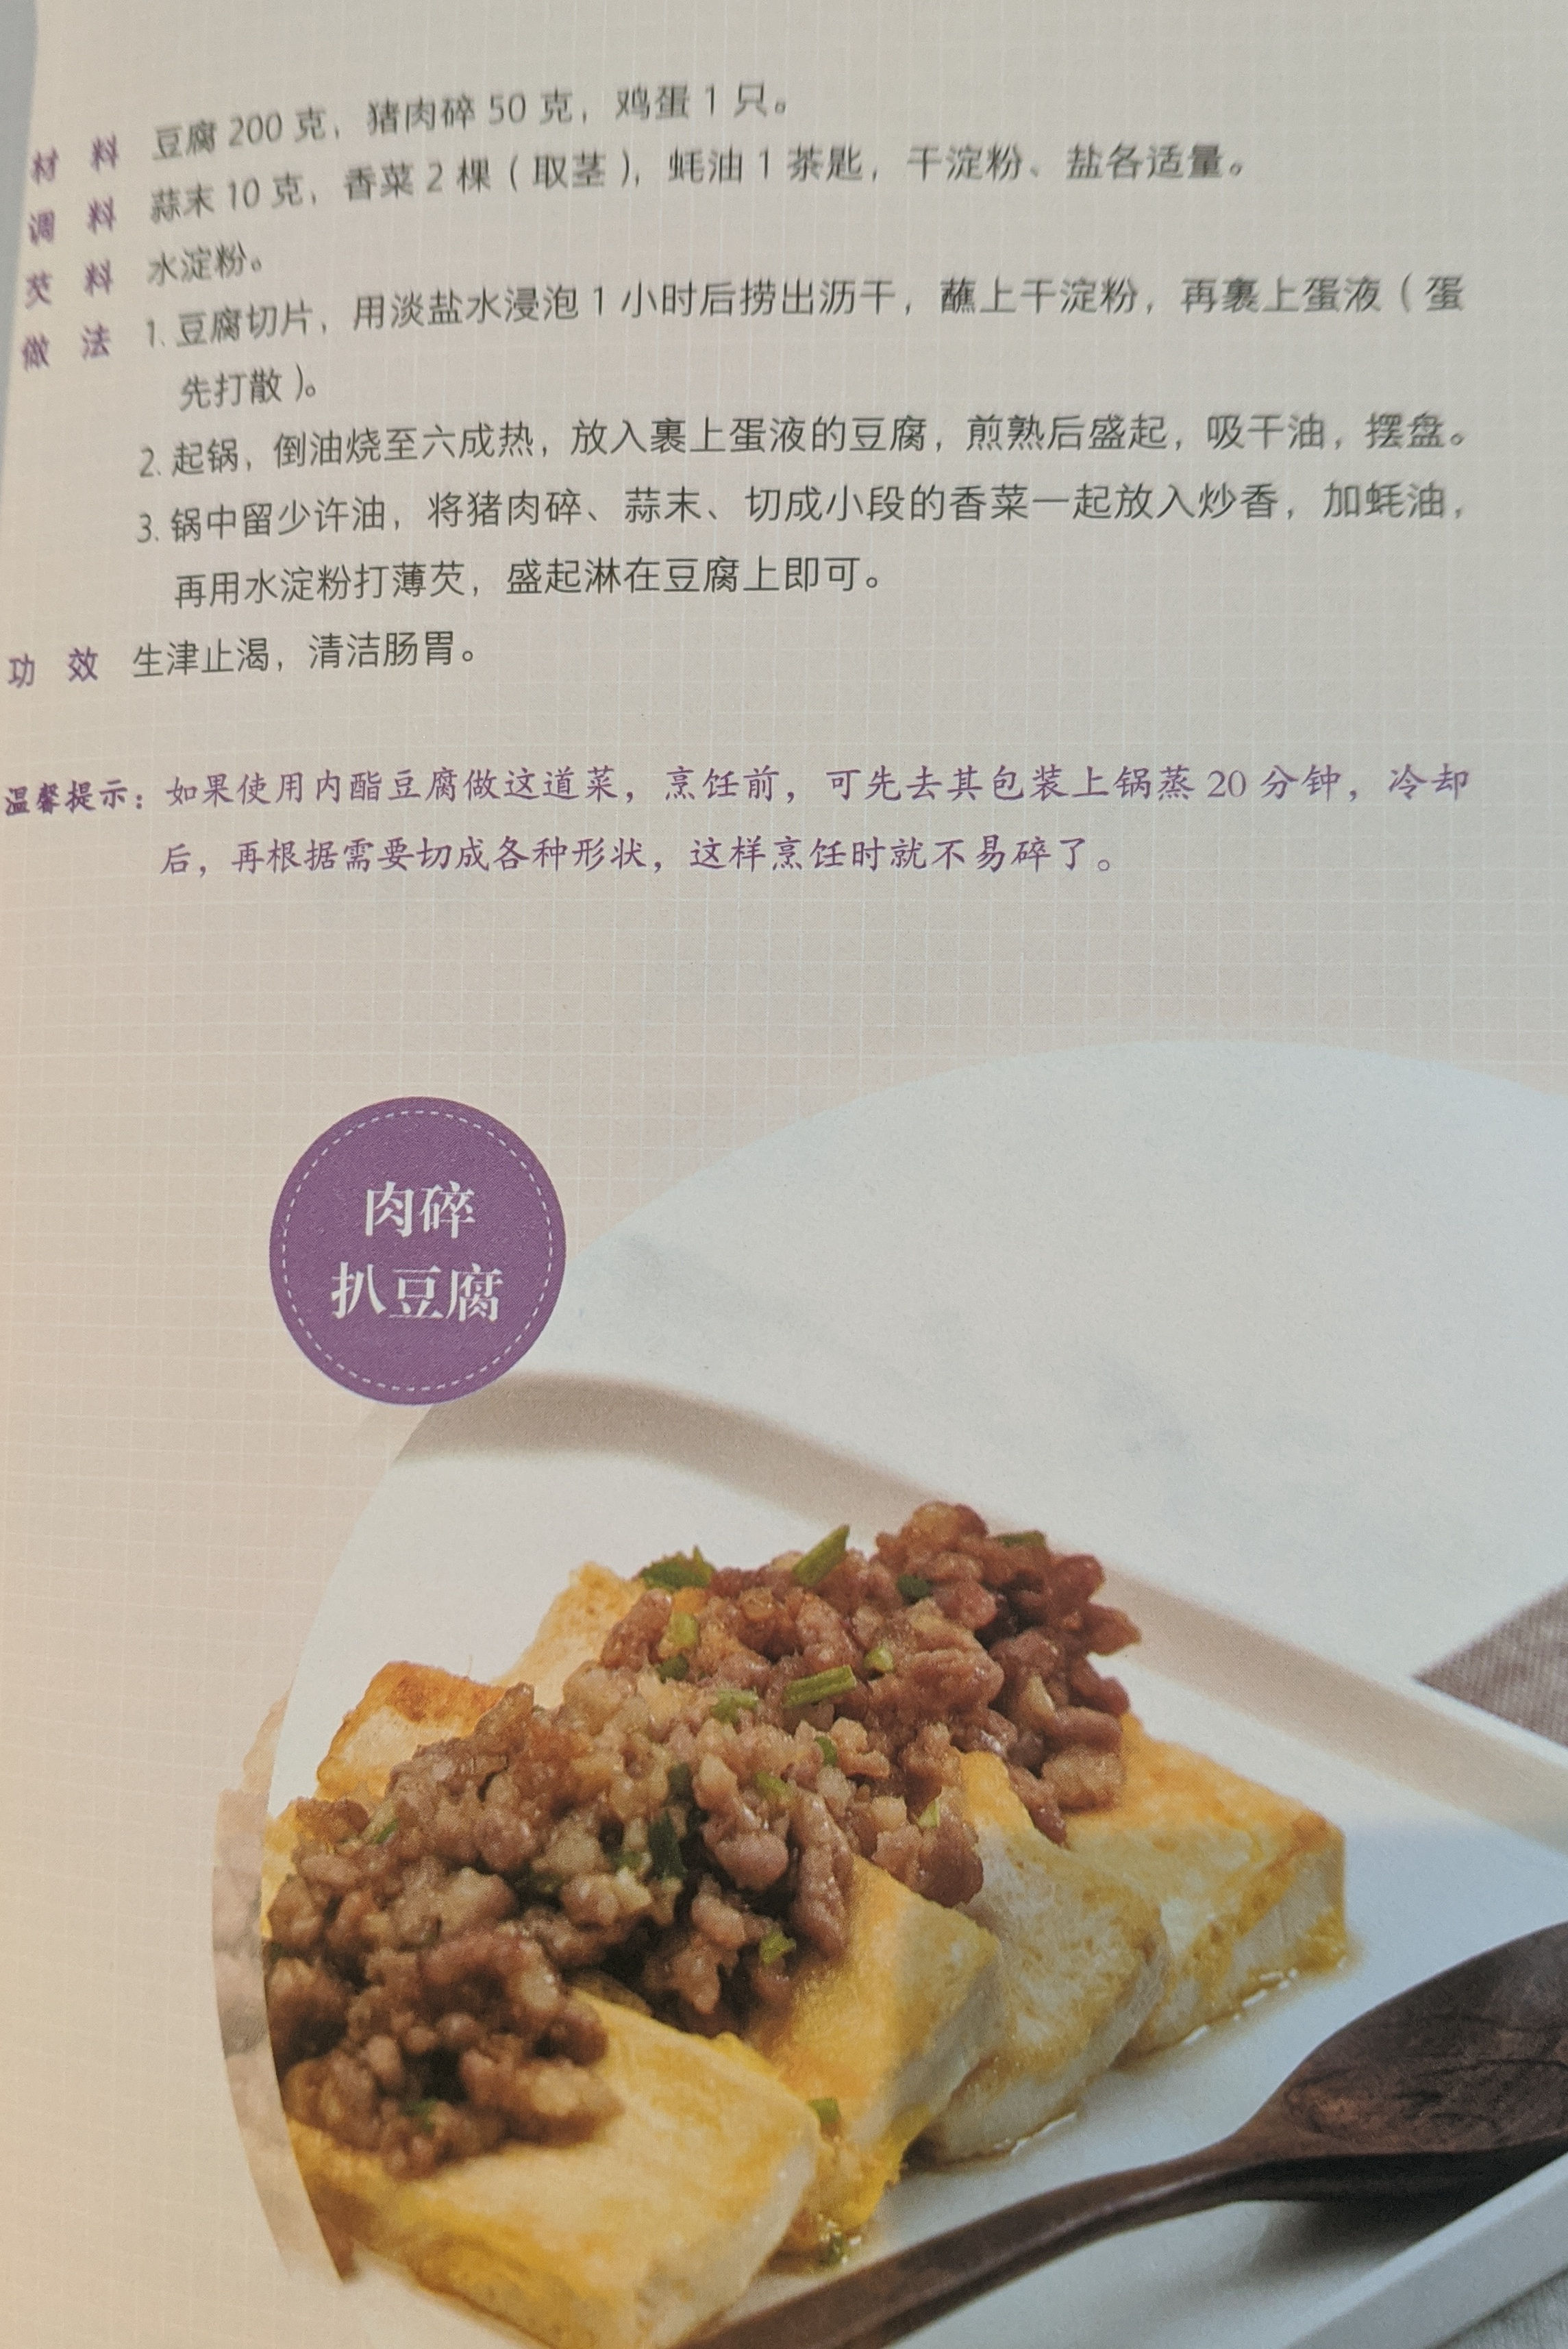 材料 豆腐 200 克，猪肉碎 50 克，鸡蛋 1 只。
调料 蒜末 10 克，香菜 2 棵（取茎），蚝油 1 茶匙，干淀粉、盐各适量。
芡料 水淀粉。
做法 1. 豆腐切片，用淡盐水浸泡 1 小时后捞出沥干，蘸上干淀粉，再裹上蛋液（蛋
先打散）。
2. 起锅，倒油烧至六成热，放入裹上蛋液的豆腐，煎熟后盛起，吸干油，摆盘。
3. 锅中留少许油，将猪肉碎、蒜末、切成小段的香菜一起放入炒香，加蚝油，
再用水淀粉打薄芡，盛起淋在豆腐上即可。
功效 生津止渴，清洁肠胃。
温馨提示：如果使用内酯豆腐做这道菜，烹饪前，可先去其包装上锅蒸 20 分钟，冷却
后，再根据需要切成各种形状，这样烹饪时就不易碎了。
肉碎
扒豆腐